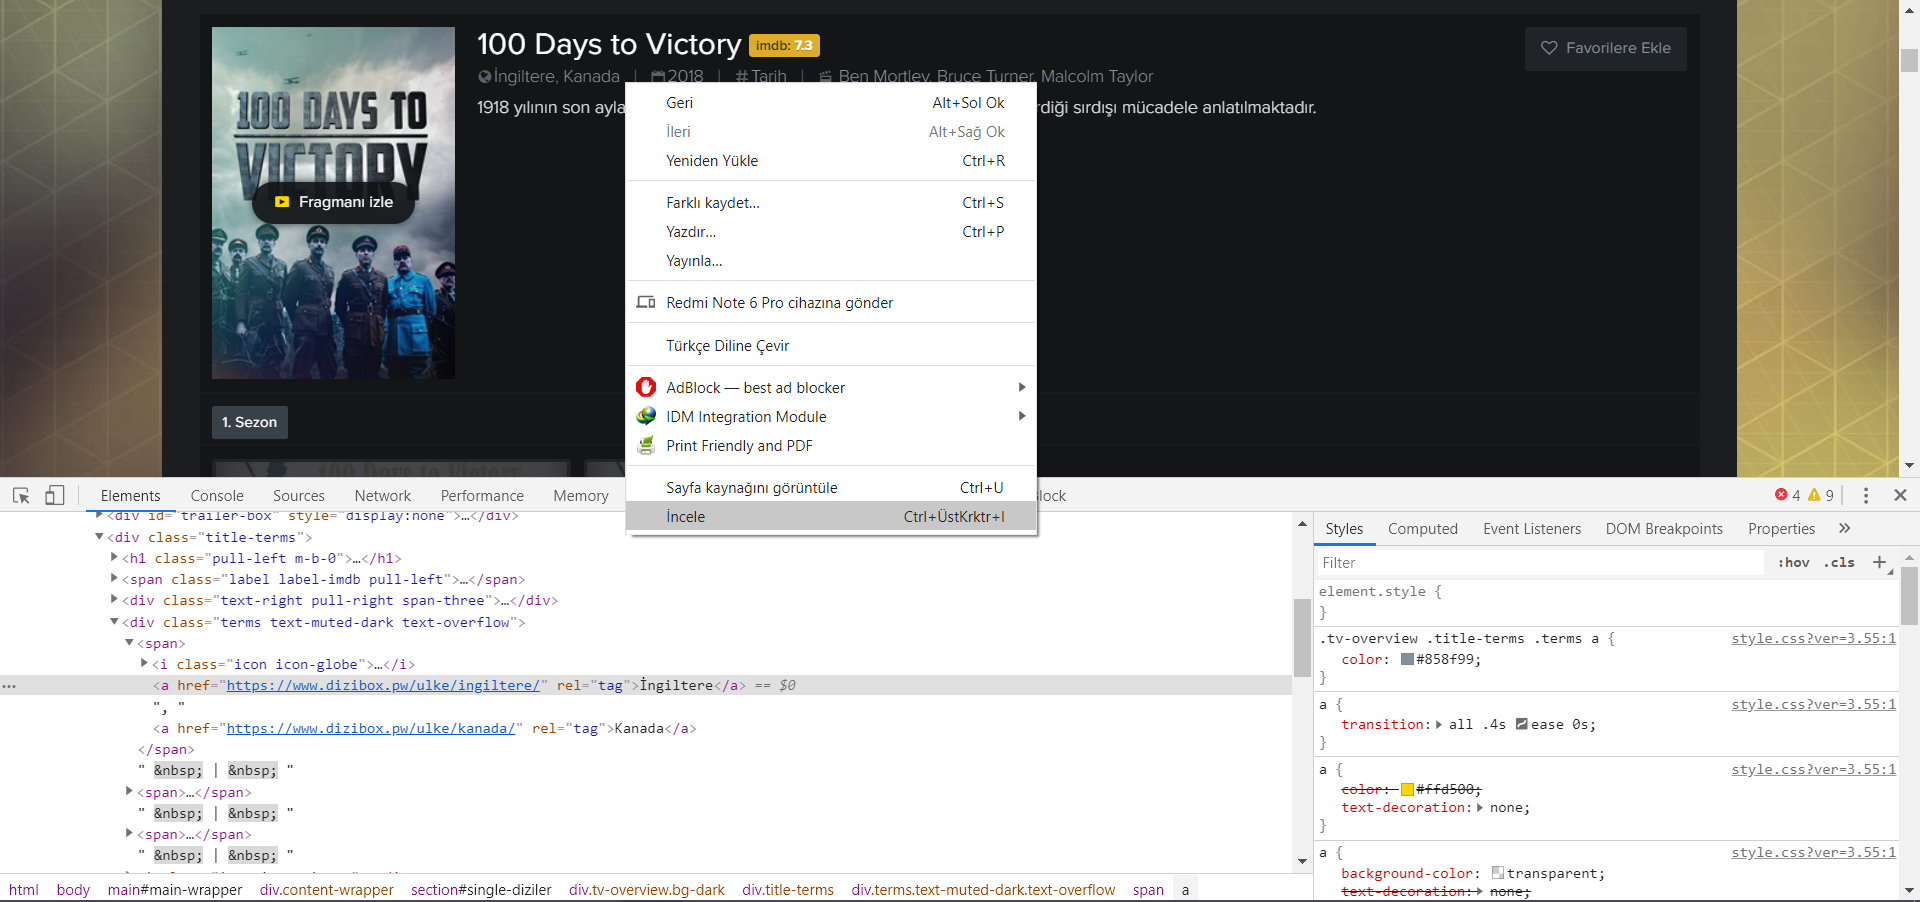 100 Days to Victory imdb: 7.3
Favorilere Ekle
İngiltere, Kanada | 2018 | # Tarih | Ben Mortley, Bruce Turner, Malcolm Taylor
1918 yılının son ayla
rdiği sırdışı mücadele anlatılmaktadır.
100 DAYS TO
VICTORY
Fragmanı izle
1. Sezon
100 Days to Victory
Geri Alt+Sol Ok
İleri Alt+Sağ Ok
Yeniden Yükle Ctrl+R
Farklı kaydet... Ctrl+S
Yazdır... Ctrl+P
Yayınla...
Redmi Note 6 Pro cihazına gönder
Türkçe Diline Çevir
AdBlock — best ad blocker
IDM Integration Module
Print Friendly and PDF
Sayfa kaynağını görüntüle Ctrl+U
İncele Ctrl+ÜstKrktr+I
Elements Console Sources Network Performance Memory
lock
4 9
<div id="trailer-box" style="display:none">…</div>
<div class="title-terms">
<h1 class="pull-left m-b-0">…</h1>
<span class="label label-imdb pull-left">…</span>
<div class="text-right pull-right span-three">…</div>
<div class="terms text-muted-dark text-overflow">
<span>
<i class="icon icon-globe">…</i>
<a href="https://www.dizibox.pw/ulke/ingiltere/" rel="tag">İngiltere</a> == $0
", "
<a href="https://www.dizibox.pw/ulke/kanada/" rel="tag">Kanada</a>
</span>
" &nbsp; | &nbsp; "
<span>…</span>
" &nbsp; | &nbsp; "
<span>…</span>
" &nbsp; | &nbsp; "
html body main#main-wrapper div.content-wrapper section#single-diziler div.tv-overview.bg-dark div.title-terms div.terms.text-muted-dark.text-overflow span a
Styles Computed Event Listeners DOM Breakpoints Properties »
Filter :hov .cls +
element.style {
}
.tv-overview .title-terms .terms a { style.css?ver=3.55:1
color: #858f99;
}
a { style.css?ver=3.55:1
transition: all .4s ease 0s;
}
a { style.css?ver=3.55:1
color: #ffd500;
text-decoration: none;
}
a { style.css?ver=3.55:1
background-color: transparent;
text-decoration: none;